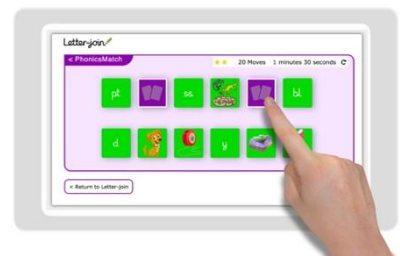 Letter-join
< PhonicsMatch
20 Moves 1 minutes 30 seconds
pt ss bl
d y
< Return to Letter-join